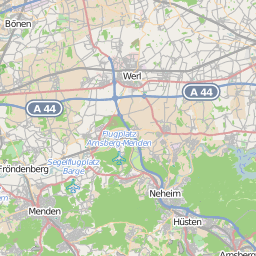 Bönen
Werl
A 44
A 44
Flugplatz
Arnsberg-Menden
Segelflugplatz
Barge
Fröndenberg
Neheim
Menden
Hüsten
Arnsberg